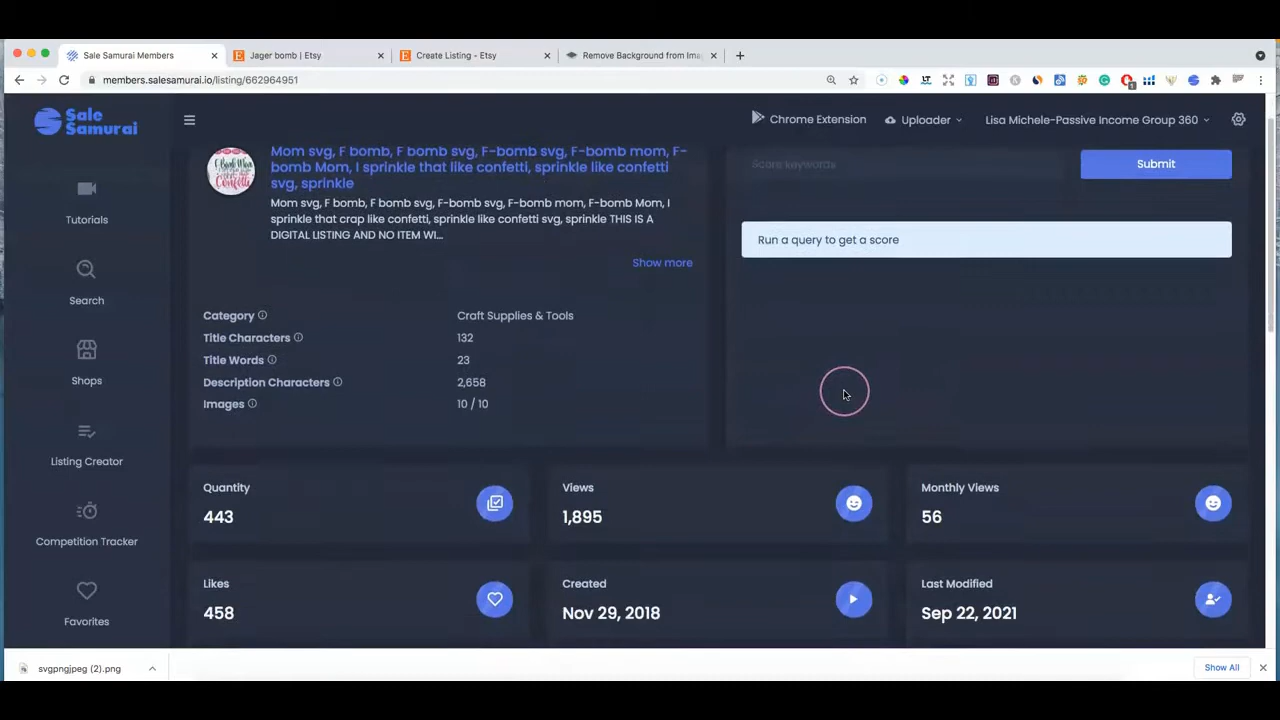 Sale Samurai Members
Jager bomb | Etsy
Create Listing - Etsy
Remove Background from Ima
members.salesamurai.io/listing/662964951
Sale
Samurai
Chrome Extension
Uploader
Lisa Michele-Passive Income Group 360
Tutorials
Search
Shops
Listing Creator
Competition Tracker
Favorites
Mom svg, F bomb, F bomb svg, F-bomb svg, F-bomb mom, F-
bomb Mom, I sprinkle that like confetti, sprinkle like confetti
svg, sprinkle
Mom svg, F bomb, F bomb svg, F-bomb svg, F-bomb mom, F-bomb Mom, I
sprinkle that crap like confetti, sprinkle like confetti svg, sprinkle THIS IS A
DIGITAL LISTING AND NO ITEM WI...
Show more
Category
Craft Supplies & Tools
Title Characters
132
Title Words
23
Description Characters
2,658
Images
10 / 10
Score keywords
Submit
Run a query to get a score
Quantity
443
Views
1,895
Monthly Views
56
Likes
458
Created
Nov 29, 2018
Last Modified
Sep 22, 2021
svgpngjpeg (2).png
Show All